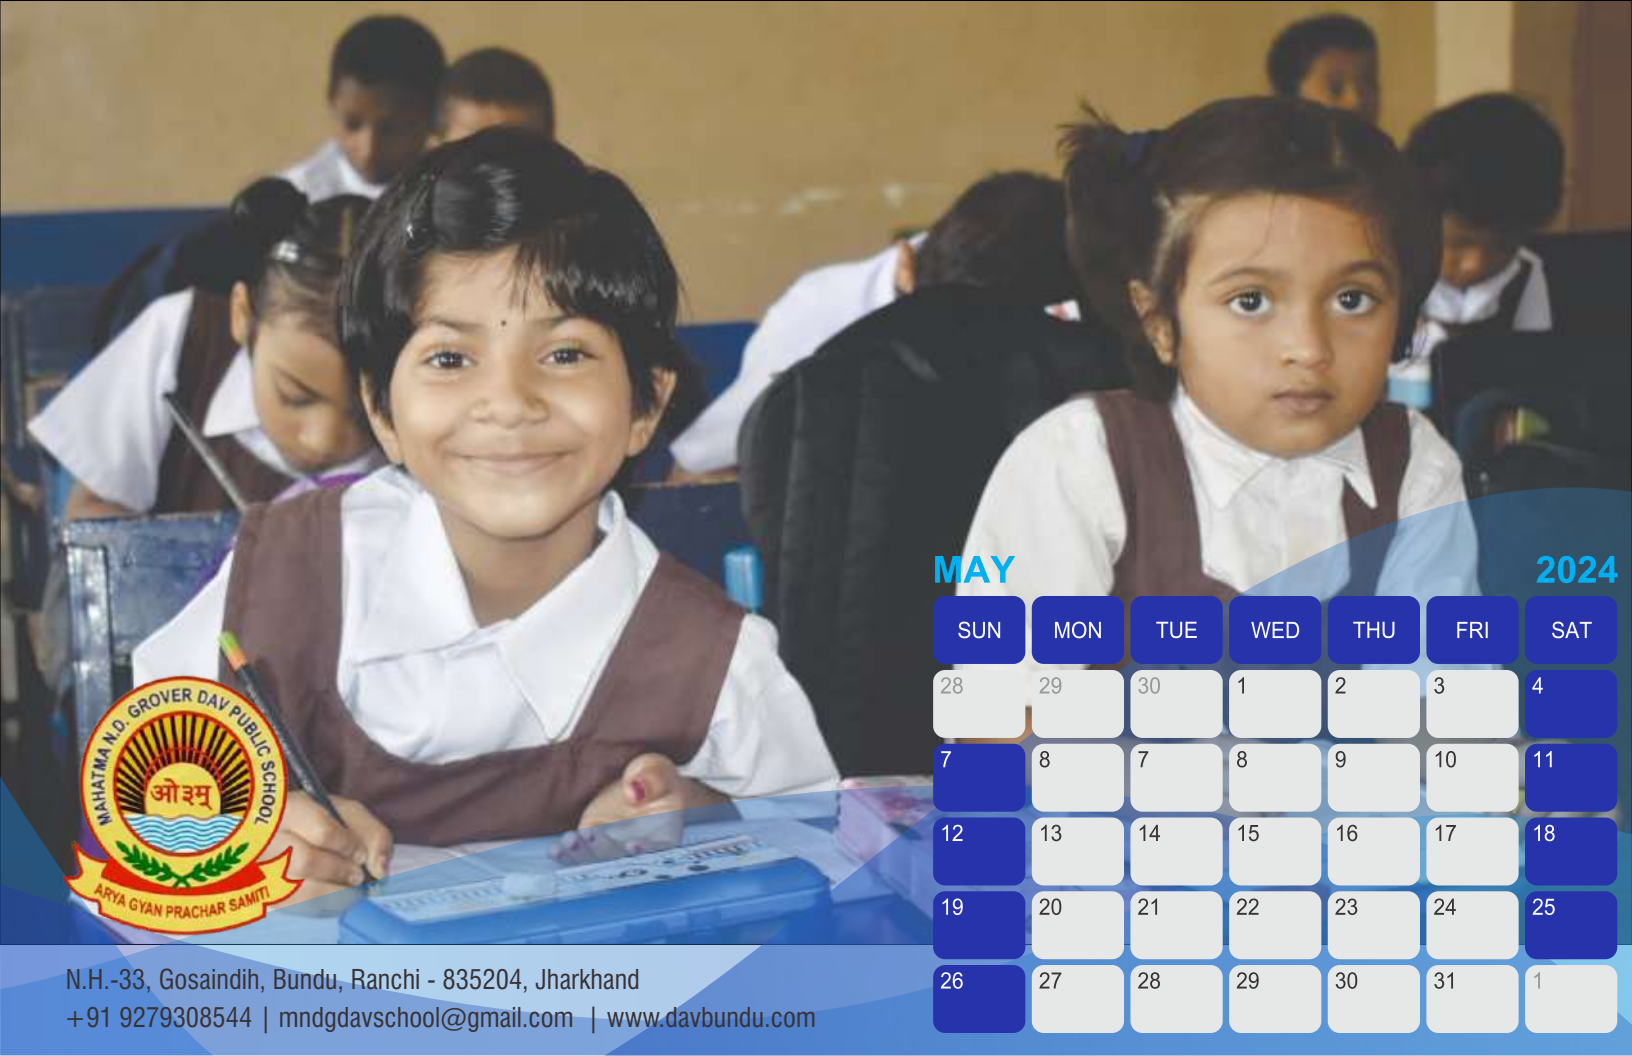 MAHATMA N.D. GROVER DAV PUBLIC SCHOOL
ओ३म्
ARYA GYAN PRACHAR SAMITI
MAY 2024
SUN MON TUE WED THU FRI SAT
28 29 30 1 2 3 4
7 8 7 8 9 10 11
12 13 14 15 16 17 18
19 20 21 22 23 24 25
26 27 28 29 30 31 1
N.H.-33, Gosaindih, Bundu, Ranchi - 835204, Jharkhand
+91 9279308544 | mndgdavschool@gmail.com | www.davbundu.com